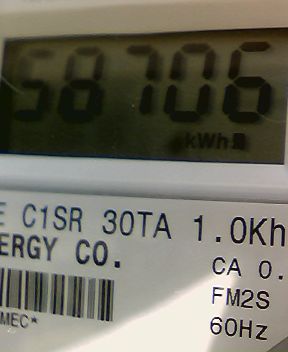 58706
kWh
E C1SR 30TA 1.0Kh
ERGY CO.
CA 0.
FM2S
MEC*
60Hz